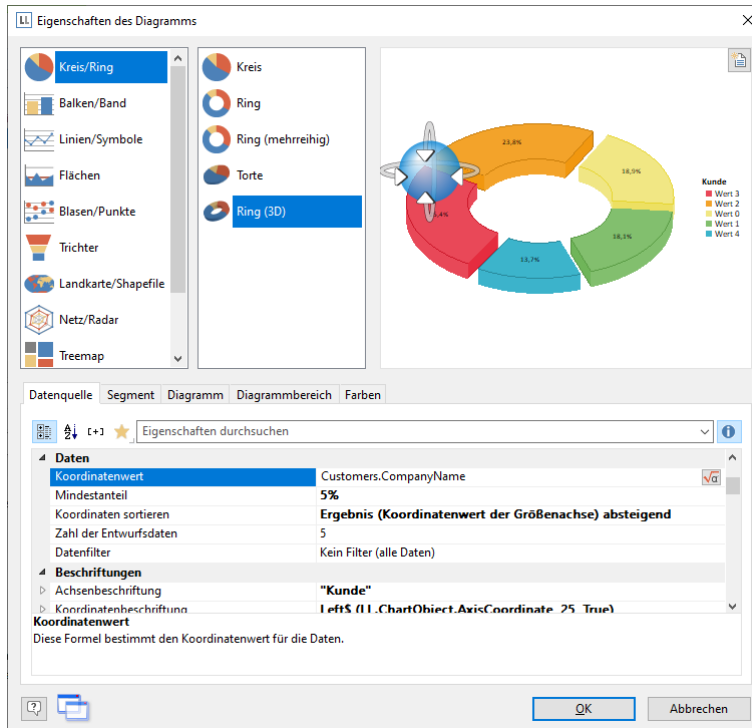 LL Eigenschaften des Diagramms
Kreis/Ring
Balken/Band
Linien/Symbole
Flächen
Blasen/Punkte
Trichter
Landkarte/Shapefile
Netz/Radar
Treemap
Kreis
Ring
Ring (mehrreihig)
Torte
Ring (3D)
23,8%
18,9%
18,1%
13,7%
5,4%
Kunde
Wert 3
Wert 2
Wert 0
Wert 1
Wert 4
Datenquelle Segment Diagramm Diagrammbereich Farben
Eigenschaften durchsuchen
Daten
Koordinatenwert Customers.CompanyName
Mindestanteil 5%
Koordinaten sortieren Ergebnis (Koordinatenwert der Größenachse) absteigend
Zahl der Entwurfsdaten 5
Datenfilter Kein Filter (alle Daten)
Beschriftungen
Achsenbeschriftung "Kunde"
Koordinatenbeschriftung Left$ (LL.ChartObject.AxisCoordinate, 25, True)
Koordinatenwert
Diese Formel bestimmt den Koordinatenwert für die Daten.
OK Abbrechen